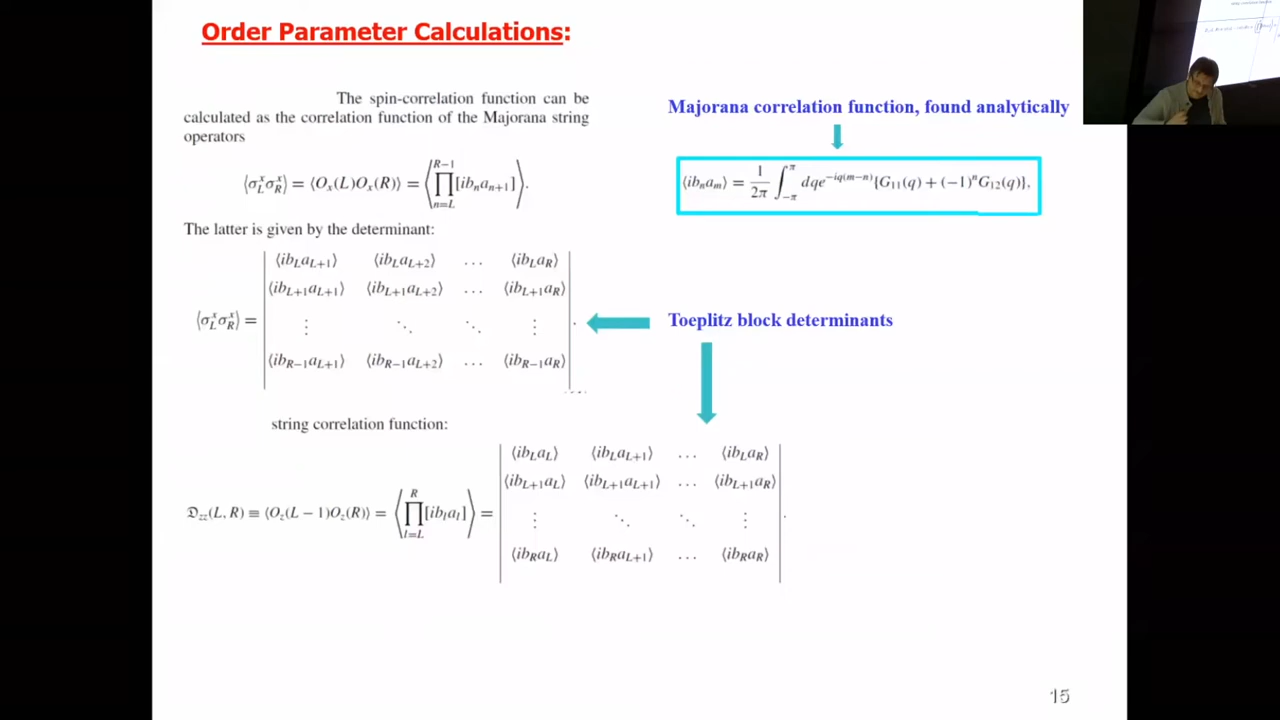 Order Parameter Calculations:
The spin-correlation function can be
calculated as the correlation function of the Majorana string
operators
⟨σ_L^x σ_R^x⟩ = ⟨O_x(L)O_x(R)⟩ = ⟨∏_{n=L}^{R−1} [ib_n a_{n+1}]⟩.
The latter is given by the determinant:
⟨σ_L^x σ_R^x⟩ =
⟨ib_L a_{L+1}⟩ ⟨ib_L a_{L+2}⟩ … ⟨ib_L a_R⟩
⟨ib_{L+1} a_{L+1}⟩ ⟨ib_{L+1} a_{L+2}⟩ … ⟨ib_{L+1} a_R⟩
⋮ ⋱ ⋱ ⋮
⟨ib_{R−1} a_{L+1}⟩ ⟨ib_{R−1} a_{L+2}⟩ … ⟨ib_{R−1} a_R⟩
.
Majorana correlation function, found analytically
⟨ib_n a_m⟩ = 1/2π ∫_{−π}^{π} dqe^{−iq(m−n)}{G_{11}(q) + (−1)^n G_{12}(q)},
Toeplitz block determinants
string correlation function:
𝔇_{zz}(L, R) ≡ ⟨O_z(L − 1)O_z(R)⟩ = ⟨∏_{l=L}^{R} [ib_l a_l]⟩ =
⟨ib_L a_L⟩ ⟨ib_L a_{L+1}⟩ … ⟨ib_L a_R⟩
⟨ib_{L+1} a_L⟩ ⟨ib_{L+1} a_{L+1}⟩ … ⟨ib_{L+1} a_R⟩
⋮ ⋱ ⋱ ⋮
⟨ib_R a_L⟩ ⟨ib_R a_{L+1}⟩ … ⟨ib_R a_R⟩
.
15